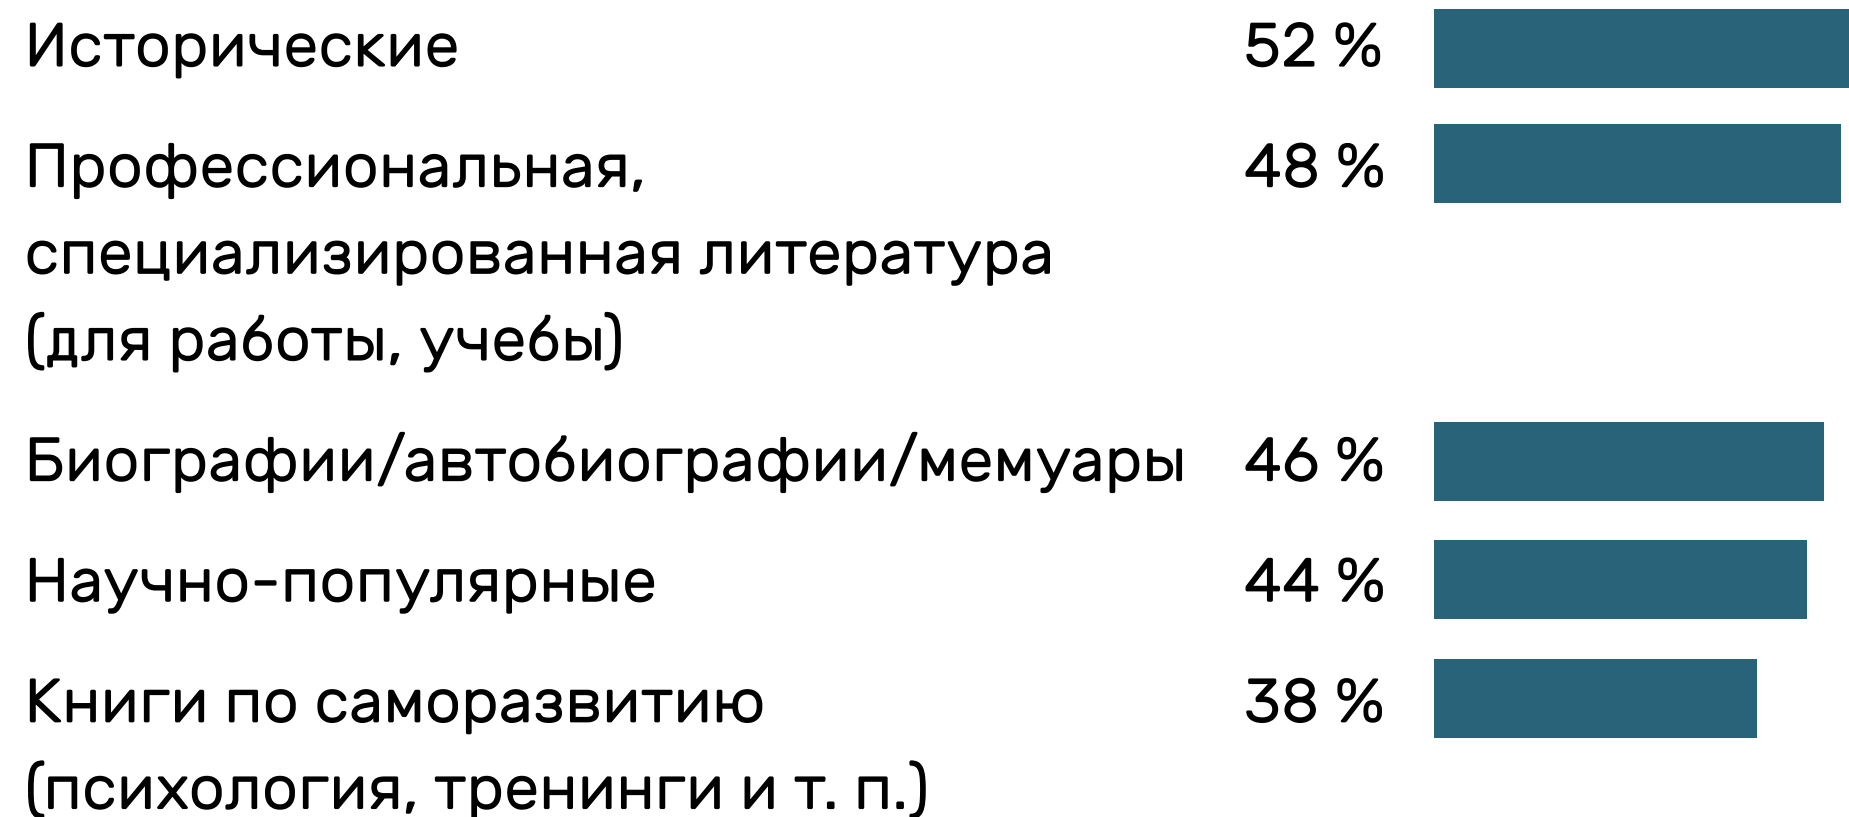 Исторические 52 %
Профессиональная, 48 %
специализированная литература
(для работы, учебы)
Биографии/автобиографии/мемуары 46 %
Научно-популярные 44 %
Книги по саморазвитию 38 %
(психология, тренинги и т. п.)